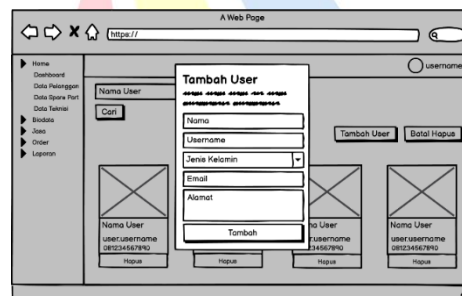 A Web Page
https://
username
Home
Dashboard
Data Pelanggan
Data Spare Part
Data Teknisi
Biodata
Jasa
Order
Laporan
Nama User
Cari
Tambah User
Batal Hapus
Tambah User
Nama
Username
Jenis Kelamin
Email
Alamat
Tambah
Nama User
user.username
081234567890
Hapus
Hapus
User
username
34567890
Hapus
Nama User
user.username
081234567890
Hapus